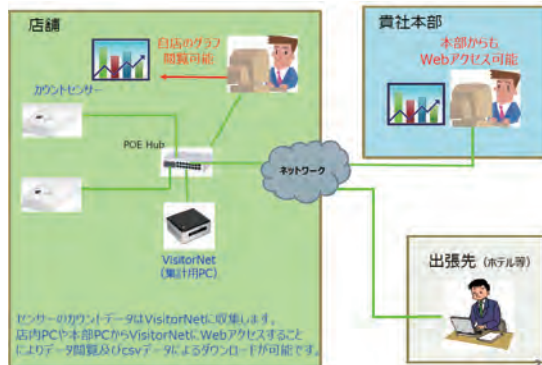 店舗
自店のグラフ
閲覧可能
カウントセンサー
POE Hub
VisitorNet
(集計用PC)
センサーのカウントデータはVisitorNetに収集します。
店内PCや本部PCからVisitorNetにWebアクセスすること
によりデータ閲覧及びcsvデータによるダウンロードが可能です。
ネットワーク
貴社本部
本部からも
Webアクセス可能
出張先 (ホテル等)